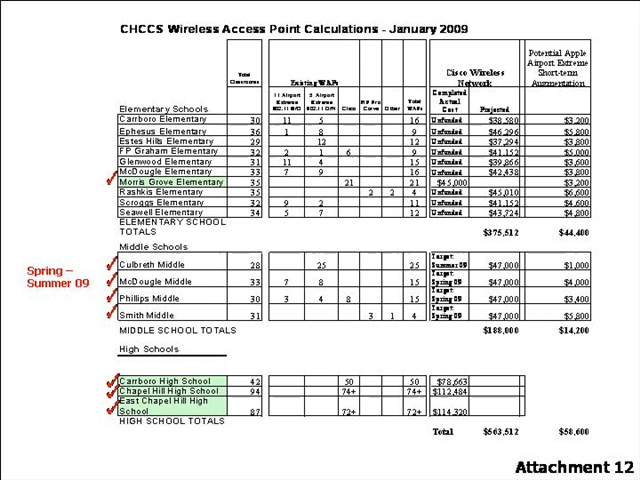 CHCCS Wireless Access Point Calculations - January 2009
Total Classrooms
Existing WAPs
Cisco Wireless Network
Potential Apple Airport Extreme Short-term Augmentation
Elementary Schools
Cisco Other Total WAPs Completed Actual Cost Projected
Carrboro Elementary 30 11 5 16 Unfunded $38,580 $3,200
Ephesus Elementary 36 1 8 9 Unfunded $46,296 $5,800
Estes Hills Elementary 29 12 12 Unfunded $37,294 $3,800
FP Graham Elementary 32 2 1 6 9 Unfunded $41,152 $5,000
Glenwood Elementary 31 11 4 15 Unfunded $39,866 $3,600
McDougle Elementary 33 7 9 16 Unfunded $42,438 $3,800
Morris Grove Elementary 35 21 21 $45,000 $3,200
Rashkis Elementary 35 2 2 4 Unfunded $45,010 $6,600
Scroggs Elementary 32 9 2 11 Unfunded $41,152 $4,600
Seawell Elementary 34 5 7 12 Unfunded $43,724 $4,800
ELEMENTARY SCHOOL TOTALS $375,512 $44,400
Middle Schools
Spring – Summer 09
Culbreth Middle 28 25 25 Target: Summer 09 $47,000 $1,000
McDougle Middle 33 7 8 15 Target: Spring 09 $47,000 $4,000
Phillips Middle 30 3 4 8 15 Target: Spring 09 $47,000 $3,400
Smith Middle 31 3 1 4 Target: Spring 09 $47,000 $5,800
MIDDLE SCHOOL TOTALS $188,000 $14,200
High Schools
Carrboro High School 42 50 50 $78,663
Chapel Hill High School 94 74+ 74+ $112,484
East Chapel Hill High School 87 72+ 72+ $114,320
HIGH SCHOOL TOTALS
Total $563,512 $58,600
Attachment 12